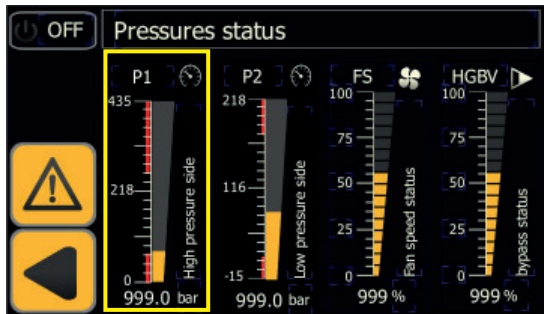 OFF
Pressures status
P1
435
218
0
High pressure side
999.0 bar
P2
218
116
-15
Low pressure side
999.0 bar
FS
100
75
50
25
0
Fan speed status
999 %
HGBV
100
75
50
25
0
bypass status
999 %